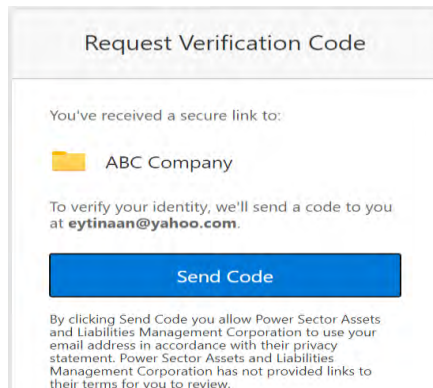 Request Verification Code
You've received a secure link to:
ABC Company
To verify your identity, we'll send a code to you
at eytinaan@yahoo.com.
Send Code
By clicking Send Code you allow Power Sector Assets
and Liabilities Management Corporation to use your
email address in accordance with their privacy
statement. Power Sector Assets and Liabilities
Management Corporation has not provided links to
their terms for you to review.